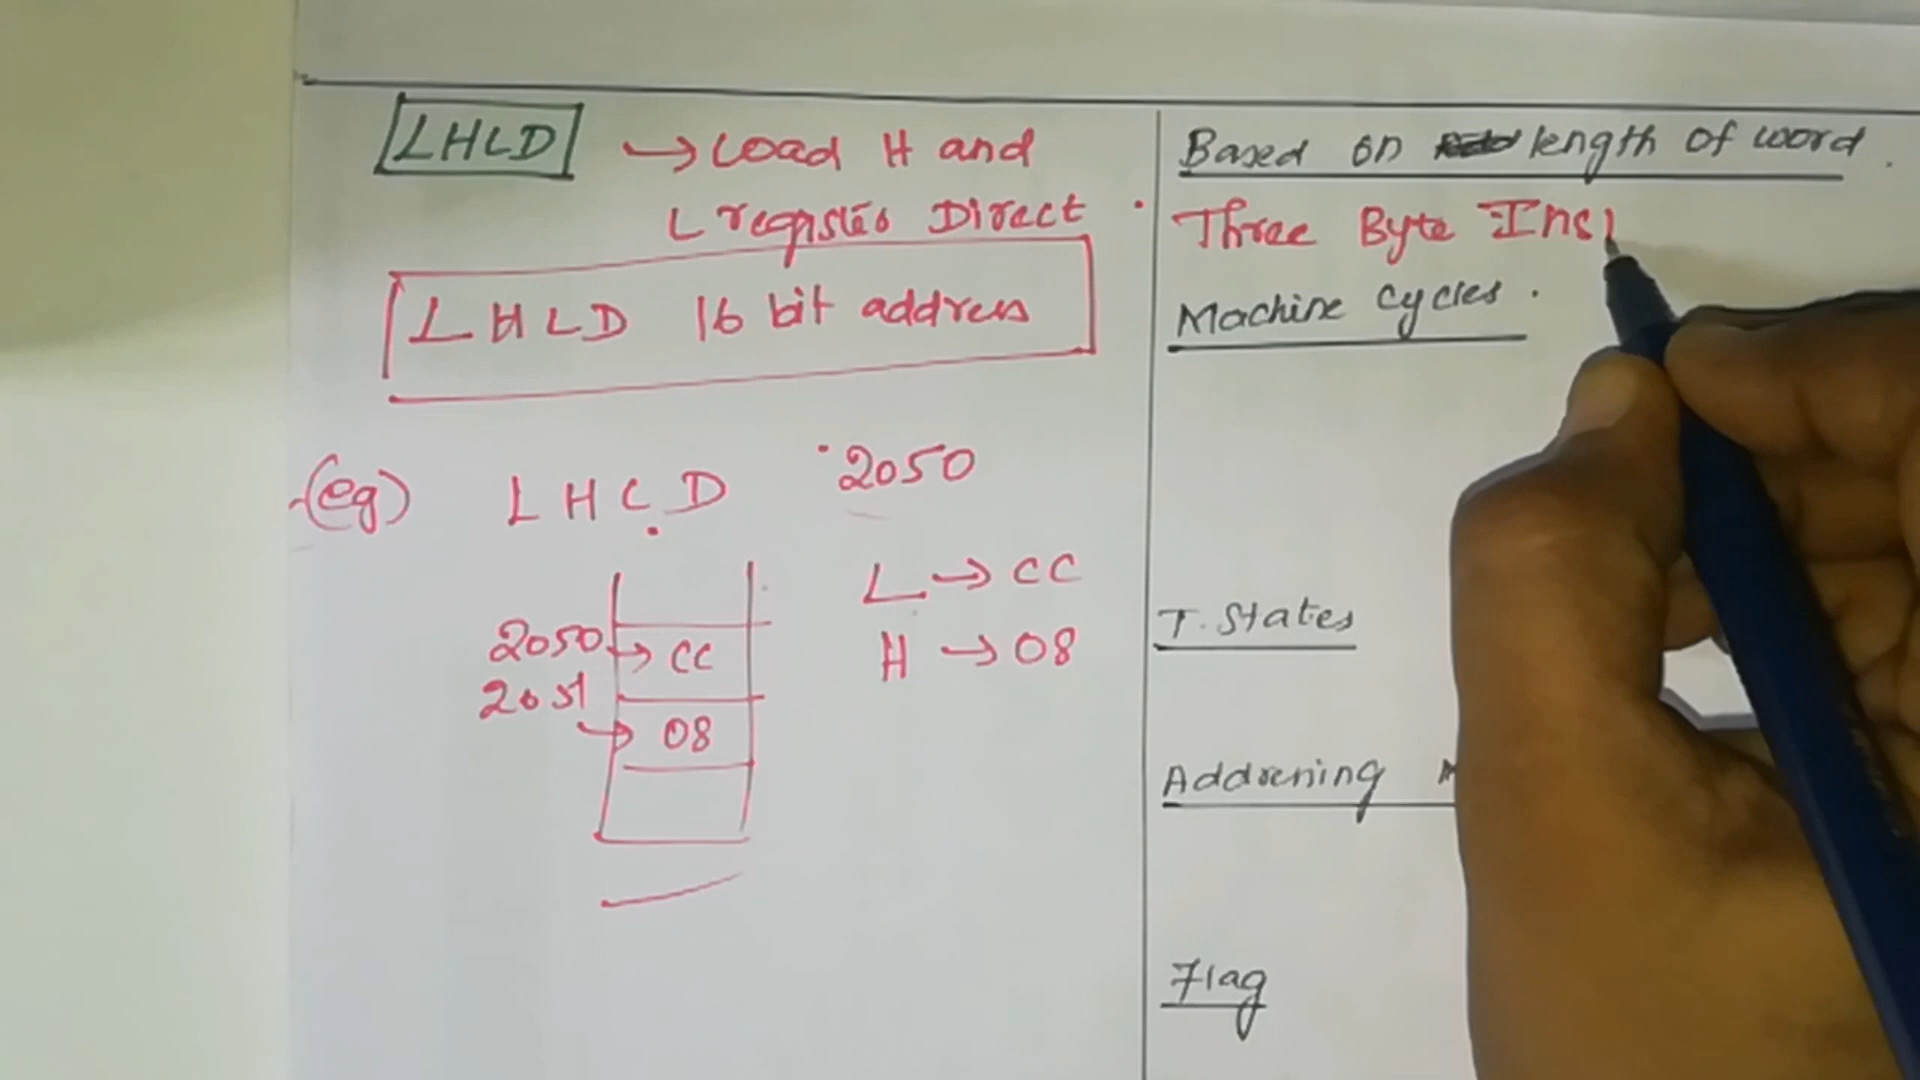 LHLD → Load H and
L registers Direct .
LHLD 16 bit address
(eg) LHLD 2050
L → CC
H → 08
2050 → CC
2051 → 08
Based on length of word .
Three Byte Ins
Machine cycles .
T. States
Addressing M
Flag